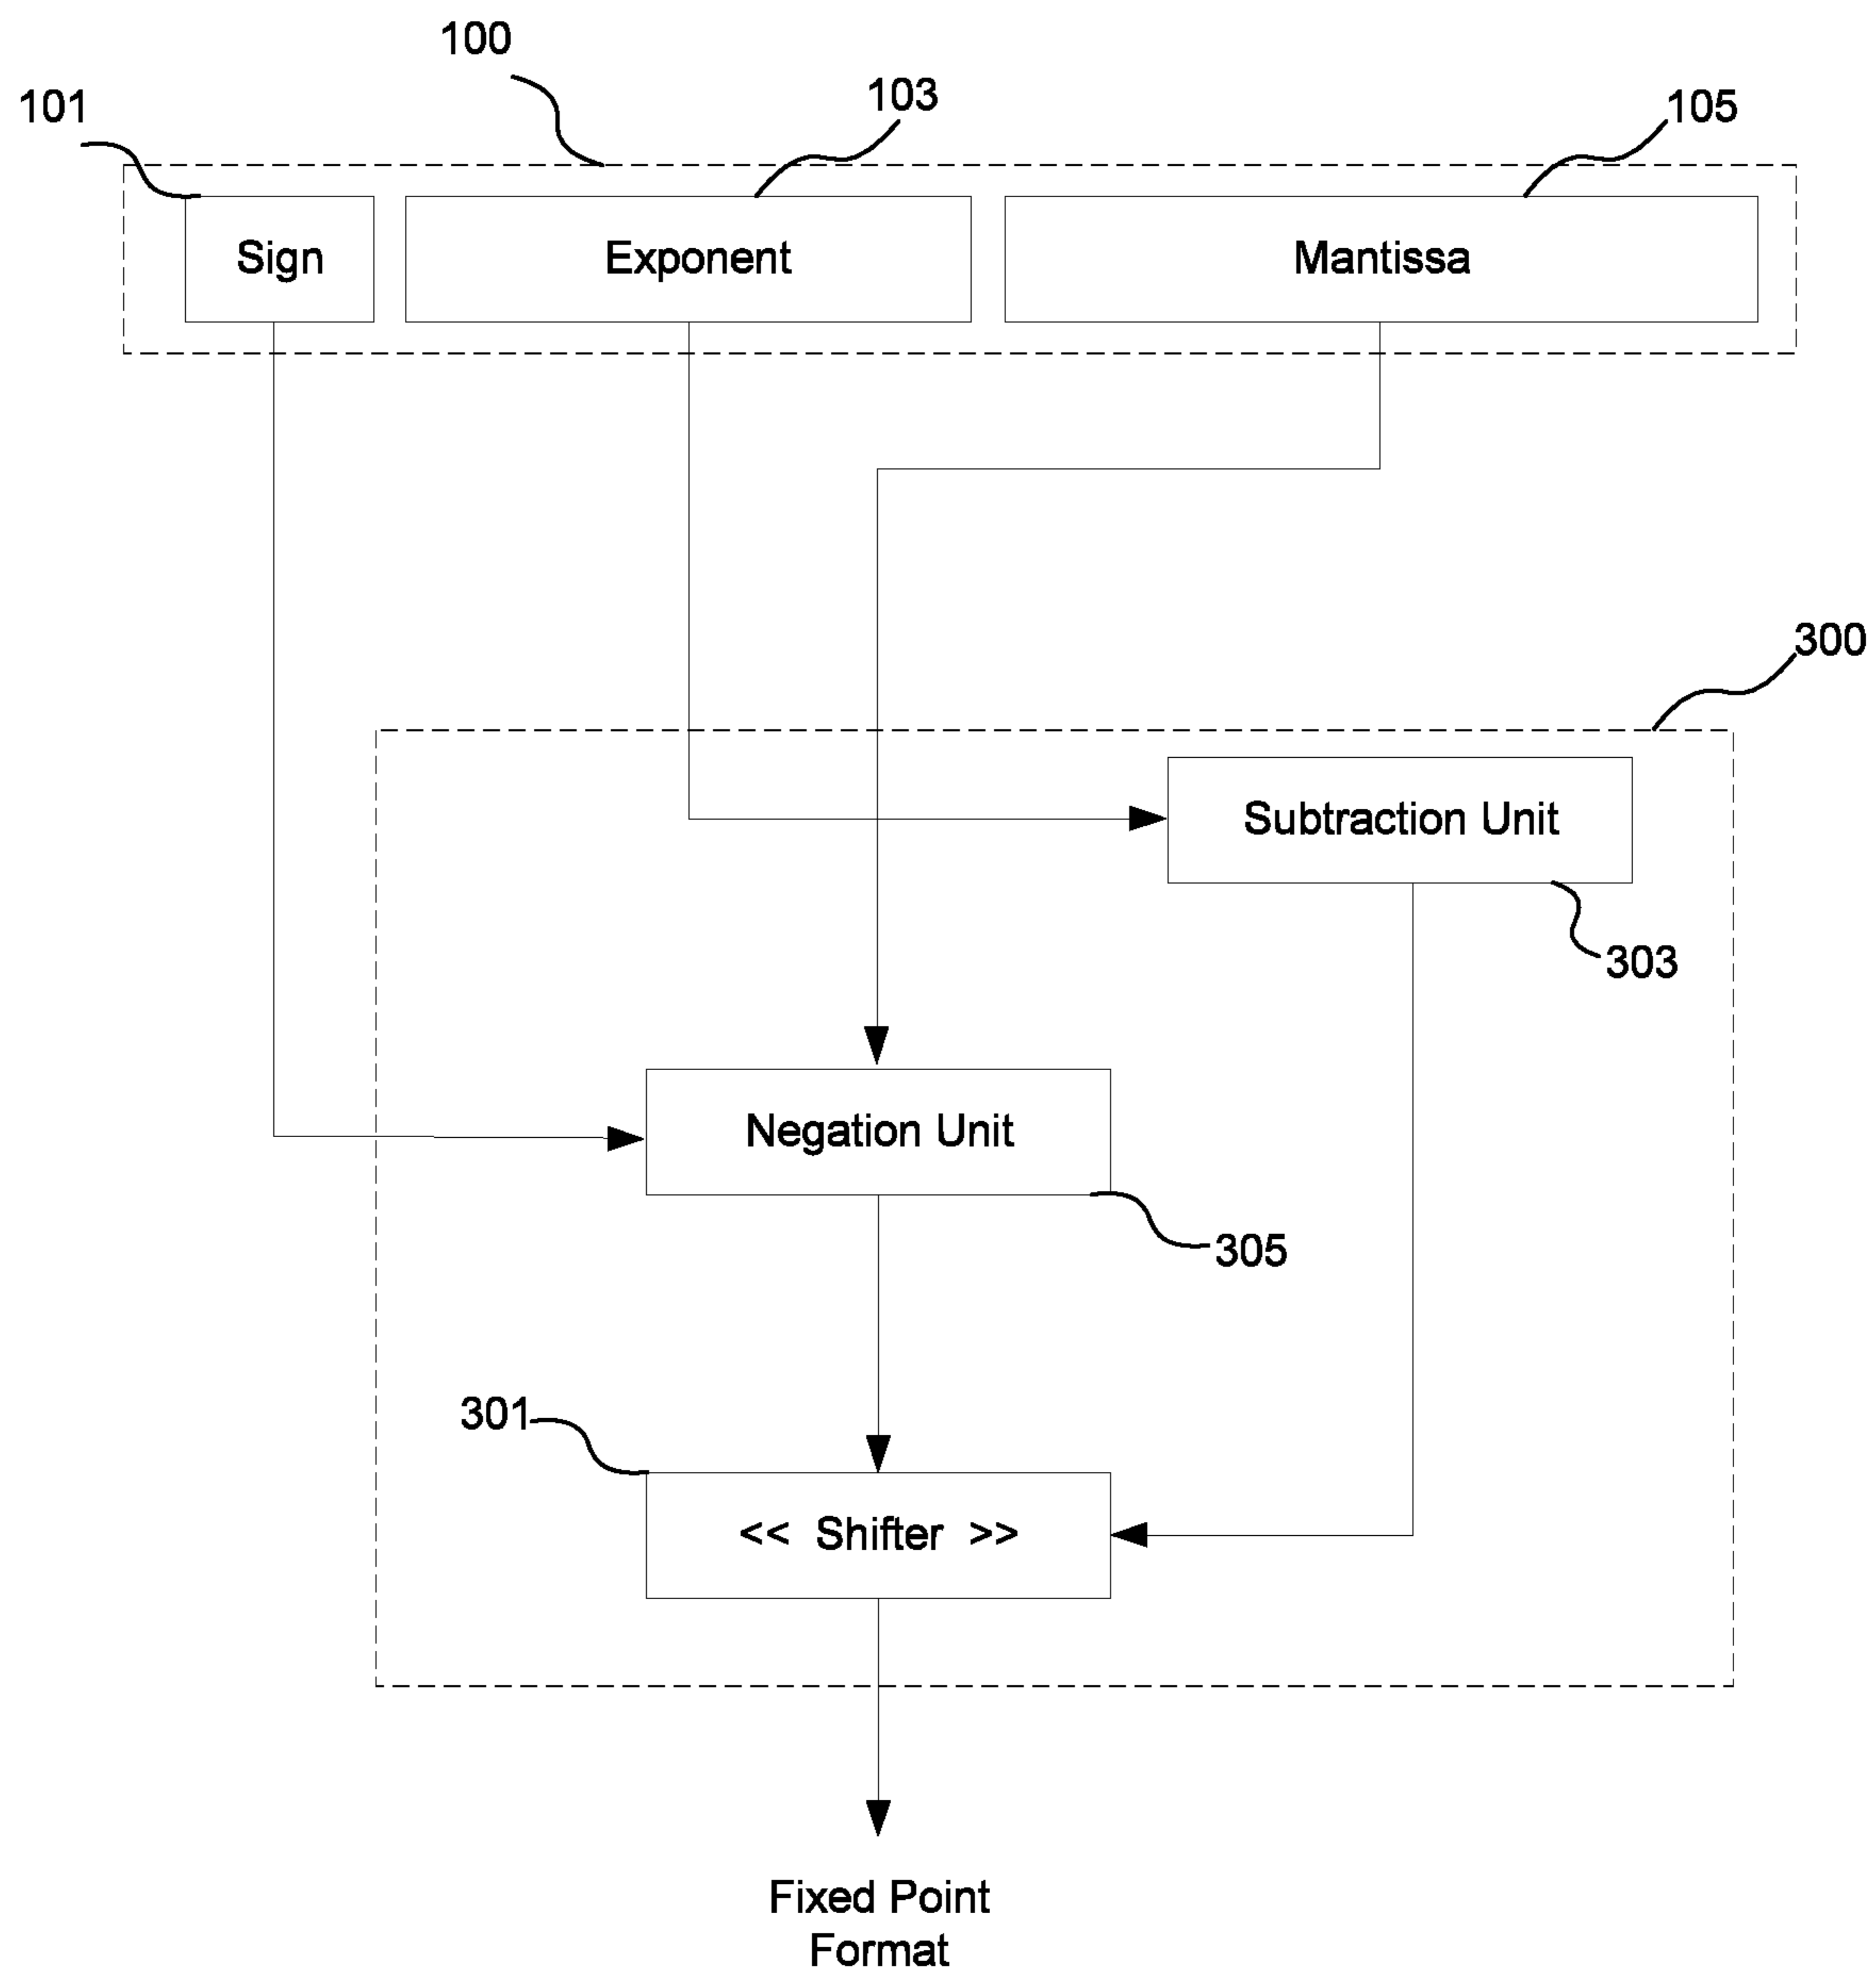 100
103
101
105
Sign
Exponent
Mantissa
300
Subtraction Unit
303
Negation Unit
305
301
<< Shifter >>
Fixed Point
Format